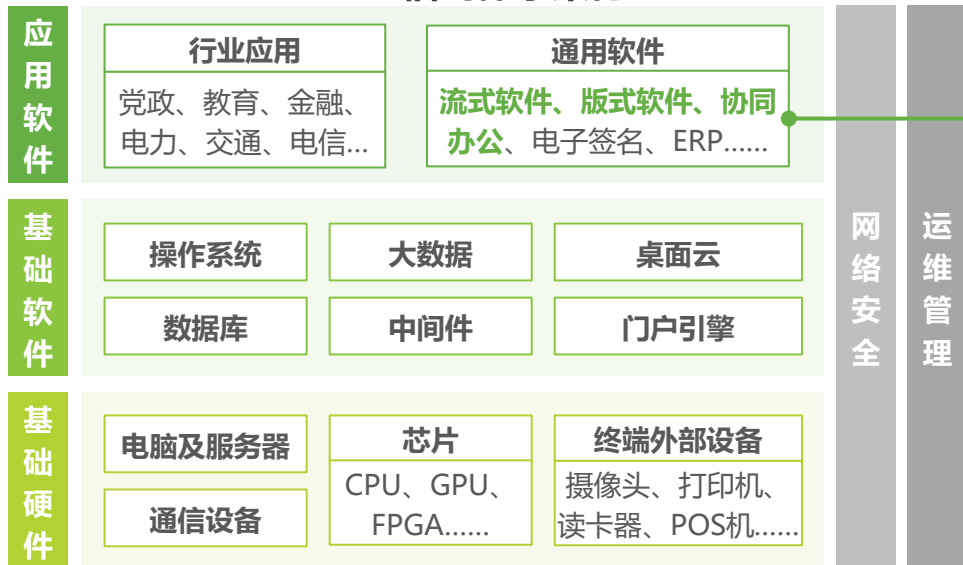 应用软件
行业应用
党政、教育、金融、
电力、交通、电信...
通用软件
流式软件、版式软件、协同
办公、电子签名、ERP......
基础软件
操作系统
大数据
桌面云
数据库
中间件
门户引擎
基础硬件
电脑及服务器
通信设备
芯片
CPU、GPU、
FPGA......
终端外部设备
摄像头、打印机、
读卡器、POS机......
网络安全
运维管理